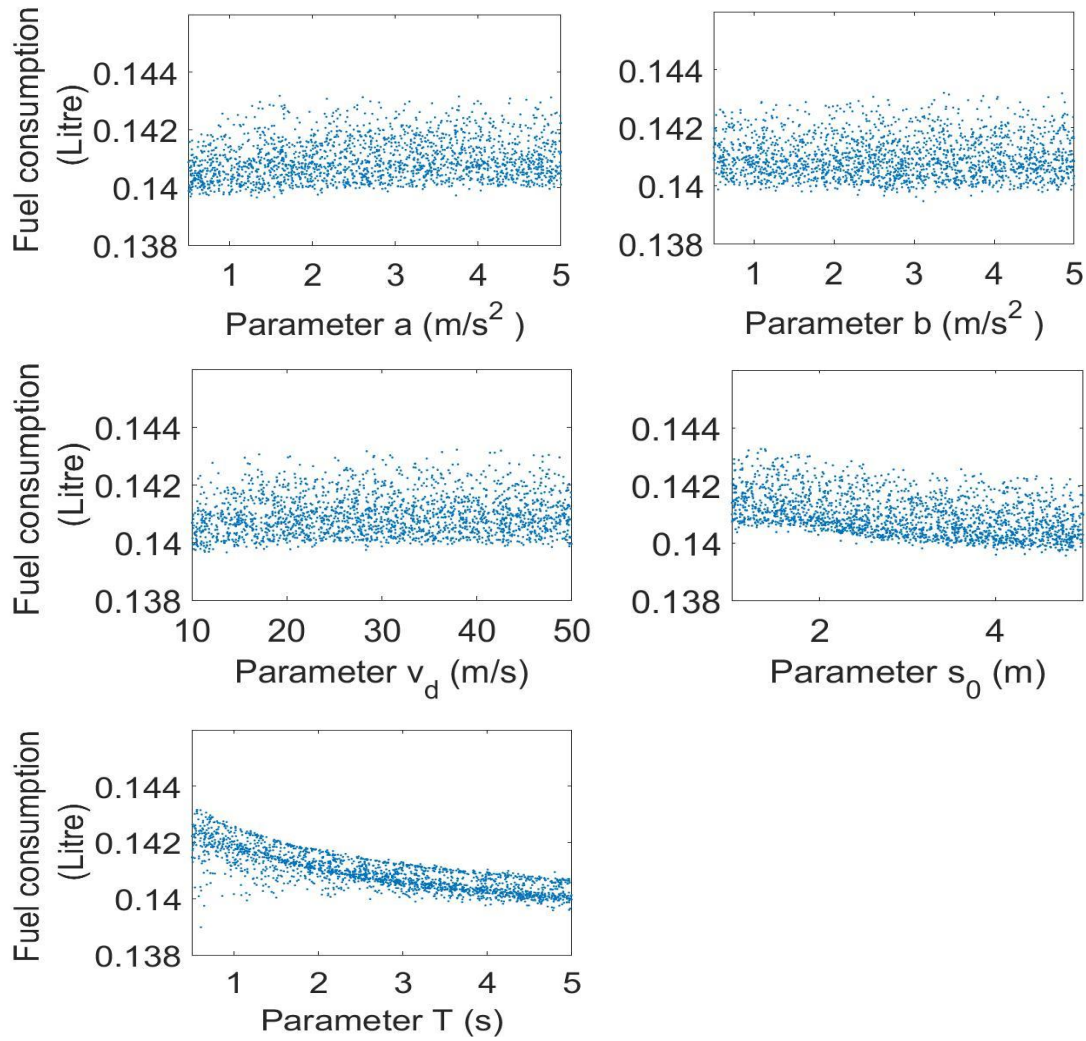 Fuel consumption
(Litre)
0.144
0.142
0.14
0.138
1 2 3 4 5
Parameter a (m/s² )
0.144
0.142
0.14
0.138
1 2 3 4 5
Parameter b (m/s² )
Fuel consumption
(Litre)
0.144
0.142
0.14
0.138
10 20 30 40 50
Parameter v_d (m/s)
0.144
0.142
0.14
0.138
2 4
Parameter s_0 (m)
Fuel consumption
(Litre)
0.144
0.142
0.14
0.138
1 2 3 4 5
Parameter T (s)